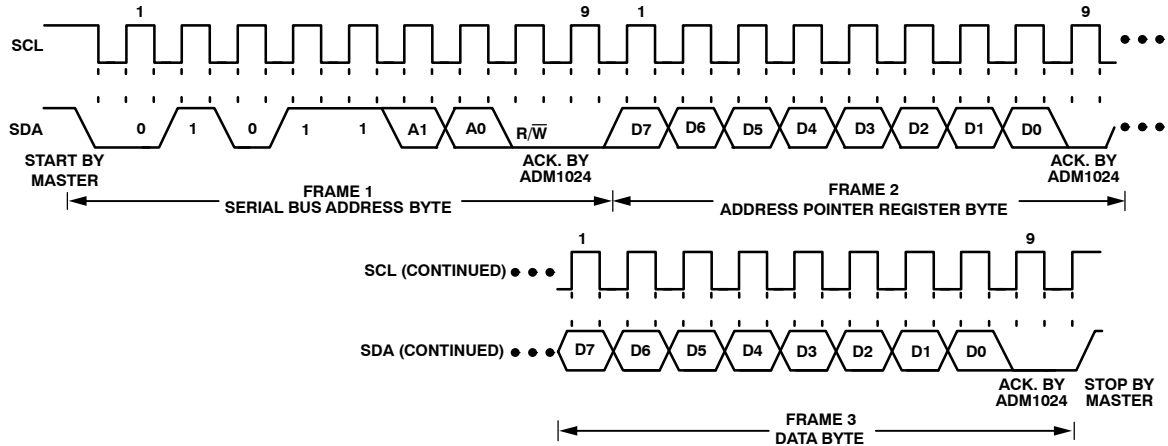 1 9 1 9
SCL
SDA 0 1 0 1 1 A1 A0 R/W̅ D7 D6 D5 D4 D3 D2 D1 D0
START BY
MASTER
ACK. BY
ADM1024
ACK. BY
ADM1024
FRAME 1
SERIAL BUS ADDRESS BYTE
FRAME 2
ADDRESS POINTER REGISTER BYTE
1 9
SCL (CONTINUED)
SDA (CONTINUED) D7 D6 D5 D4 D3 D2 D1 D0
ACK. BY
ADM1024
STOP BY
MASTER
FRAME 3
DATA BYTE